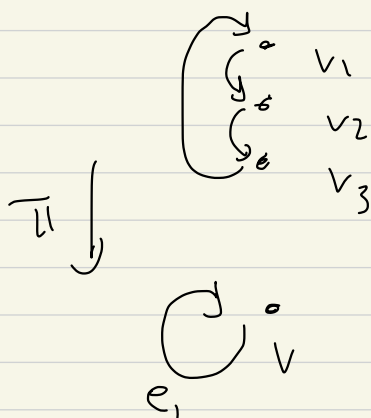 v₁
v₂
v₃
π
v
e₁